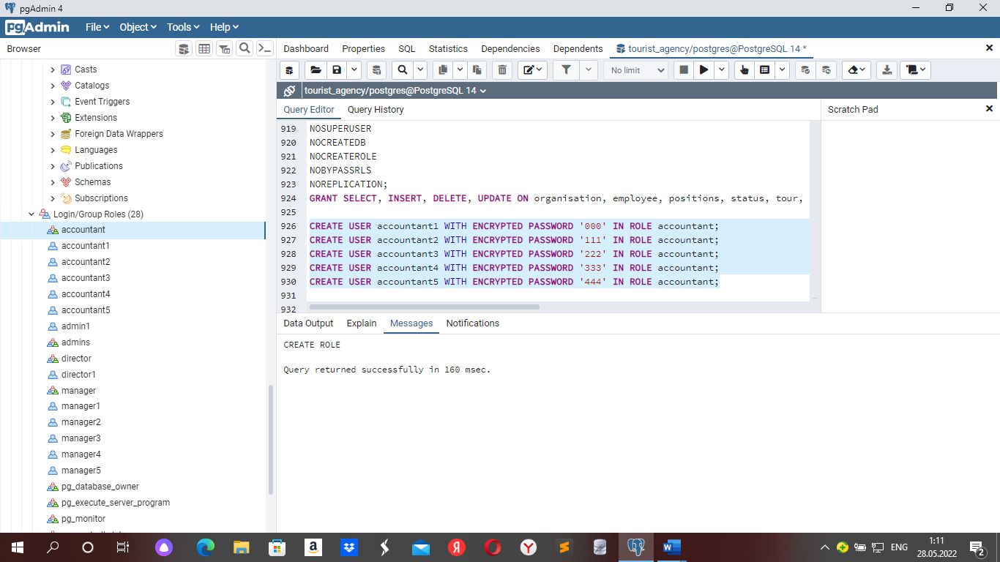 pgAdmin 4
pgAdmin File Object Tools Help
Browser
Dashboard Properties SQL Statistics Dependencies Dependents tourist_agency/postgres@PostgreSQL 14 *
No limit
tourist_agency/postgres@PostgreSQL 14
Query Editor Query History
Scratch Pad
Casts
Catalogs
Event Triggers
Extensions
Foreign Data Wrappers
Languages
Publications
Schemas
Subscriptions
Login/Group Roles (28)
accountant
accountant1
accountant2
accountant3
accountant4
accountant5
admin1
admins
director
director1
manager
manager1
manager2
manager3
manager4
manager5
pg_database_owner
pg_execute_server_program
pg_monitor
919 NOSUPERUSER
920 NOCREATEDB
921 NOCREATEROLE
922 NOBYPASSRLS
923 NOREPLICATION;
924 GRANT SELECT, INSERT, DELETE, UPDATE ON organisation, employee, positions, status, tour,
925
926 CREATE USER accountant1 WITH ENCRYPTED PASSWORD '000' IN ROLE accountant;
927 CREATE USER accountant2 WITH ENCRYPTED PASSWORD '111' IN ROLE accountant;
928 CREATE USER accountant3 WITH ENCRYPTED PASSWORD '222' IN ROLE accountant;
929 CREATE USER accountant4 WITH ENCRYPTED PASSWORD '333' IN ROLE accountant;
930 CREATE USER accountant5 WITH ENCRYPTED PASSWORD '444' IN ROLE accountant;
931
932
Data Output Explain Messages Notifications
CREATE ROLE
Query returned successfully in 160 msec.
ENG
1:11
28.05.2022
2